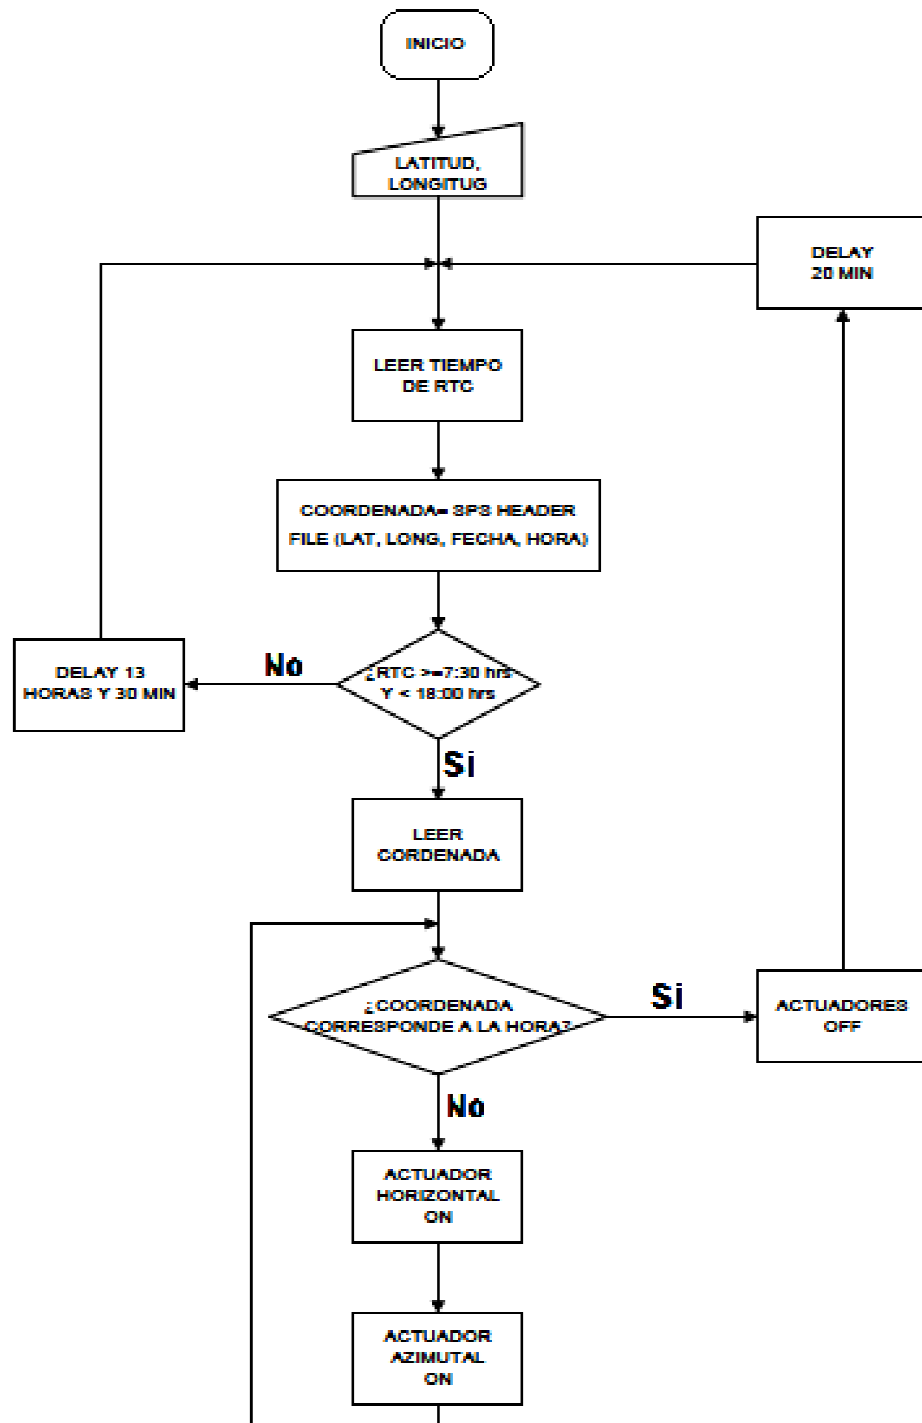 INICIO
LATITUD,
LONGITUG
DELAY
20 MIN
LEER TIEMPO
DE RTC
COORDENADA= SPS HEADER
FILE (LAT, LONG, FECHA, HORA)
DELAY 13
HORAS Y 30 MIN
No
¿RTC >=7:30 hrs
Y < 18:00 hrs
Si
LEER
CORDENADA
¿COORDENADA
CORRESPONDE A LA HORA?
Si
ACTUADORES
OFF
No
ACTUADOR
HORIZONTAL
ON
ACTUADOR
AZIMUTAL
ON